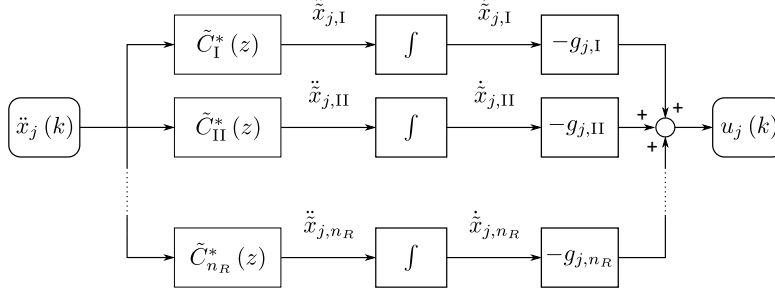 ẍ_j (k)
C̃*_I (z)
ẍ̃_{j,I}
∫
ẋ̃_{j,I}
−g_{j,I}
C̃*_II (z)
ẍ̃_{j,II}
∫
ẋ̃_{j,II}
−g_{j,II}
+
+
+
u_j (k)
C̃*_{n_R} (z)
ẍ̃_{j,n_R}
∫
ẋ̃_{j,n_R}
−g_{j,n_R}